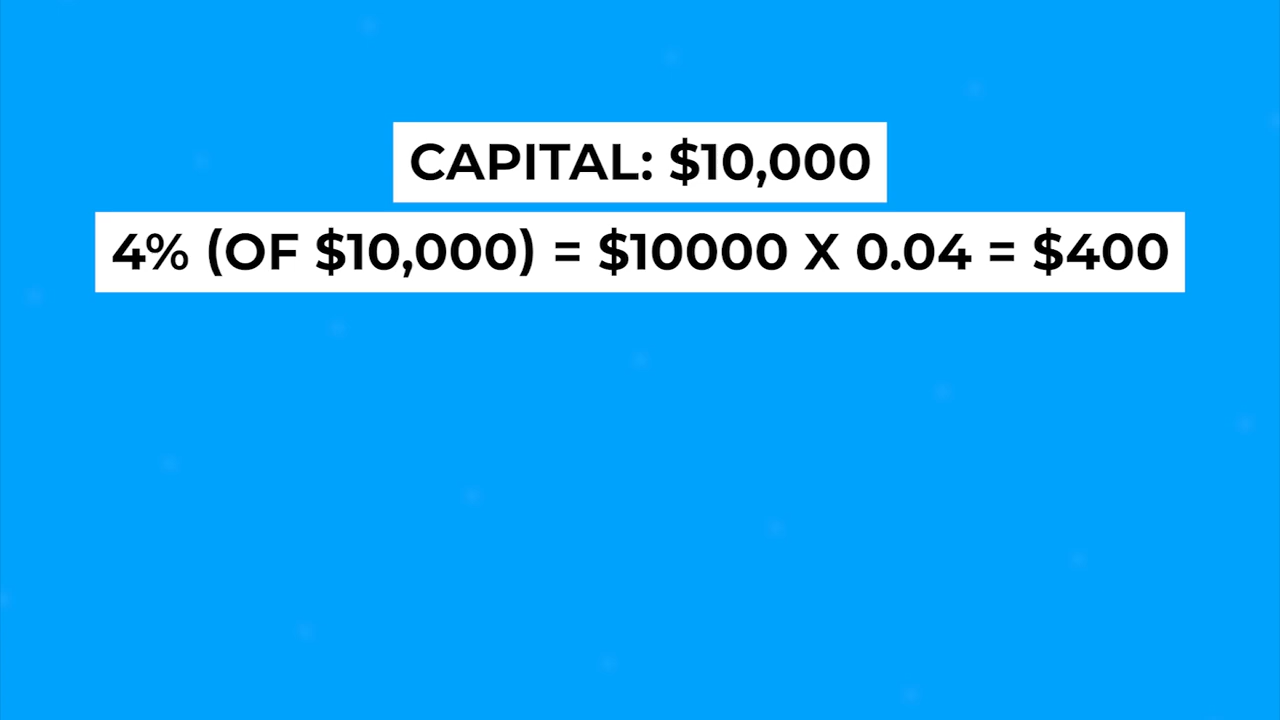 CAPITAL: $10,000
4% (OF $10,000) = $10000 X 0.04 = $400